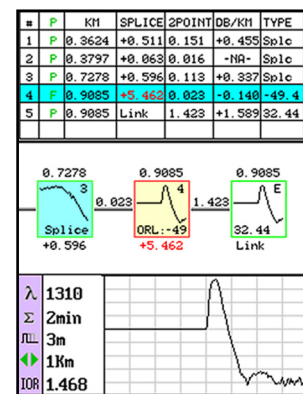 # P KM SPLICE 2POINT DB/KM TYPE
1 P 0.3624 +0.511 0.151 +0.455 Splc
2 P 0.3797 +0.063 0.016 -NA- Splc
3 P 0.7278 +0.596 0.113 +0.337 Splc
4 F 0.9085 +5.462 0.023 -0.140 -49.4
5 P 0.9085 Link 1.423 +1.589 32.44
0.7278 0.9085 0.9085
3 4 E
0.023 1.423
Splice ORL:-49 32.44
+0.596 +5.462 Link
λ 1310
Σ 2min
3m
1Km
IOR 1.468